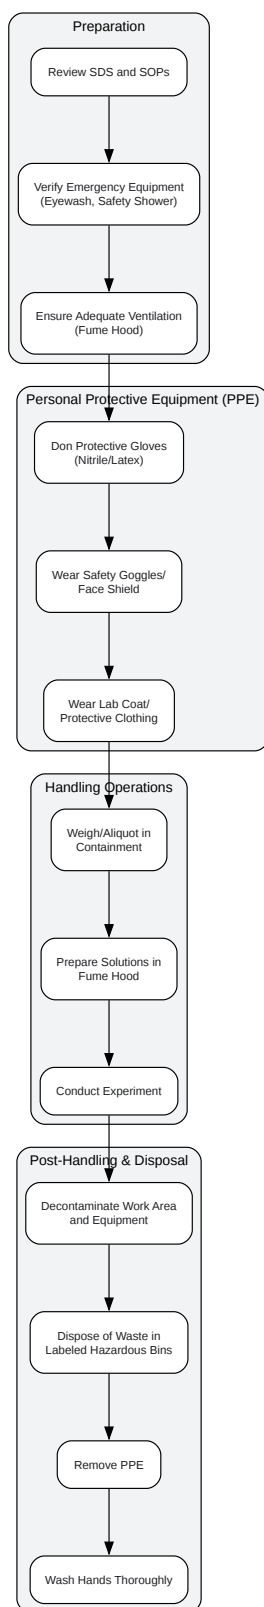 Preparation
Review SDS and SOPs
Verify Emergency Equipment
(Eyewash, Safety Shower)
Ensure Adequate Ventilation
(Fume Hood)
Personal Protective Equipment (PPE)
Don Protective Gloves
(Nitrile/Latex)
Wear Safety Goggles/
Face Shield
Wear Lab Coat/
Protective Clothing
Handling Operations
Weigh/Aliquot in
Containment
Prepare Solutions in
Fume Hood
Conduct Experiment
Post-Handling & Disposal
Decontaminate Work Area
and Equipment
Dispose of Waste in
Labeled Hazardous Bins
Remove PPE
Wash Hands Thoroughly